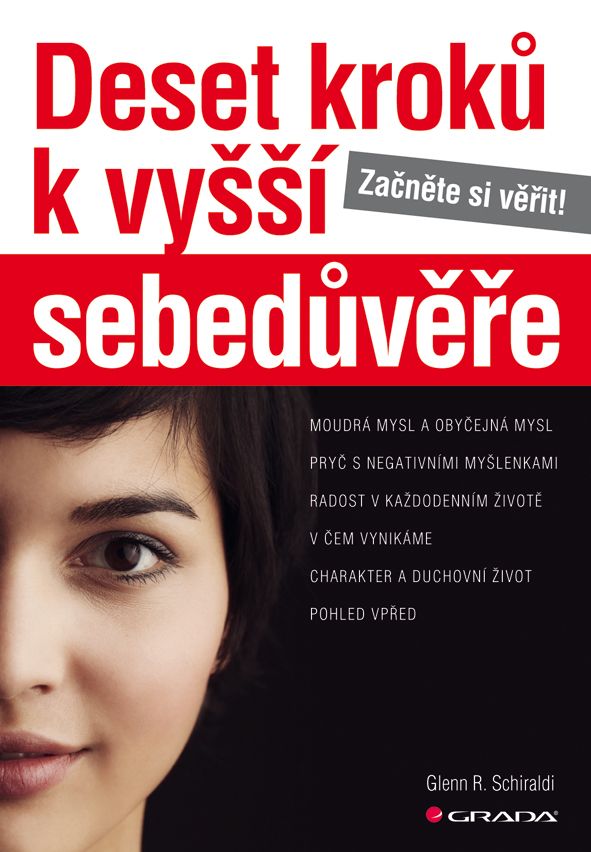 Deset kroků
k vyšší
Začněte si věřit!
sebedůvěře
MOUDRÁ MYSL A OBYČEJNÁ MYSL
PRYČ S NEGATIVNÍMI MYŠLENKAMI
RADOST V KAŽDODENNÍM ŽIVOTĚ
V ČEM VYNIKÁME
CHARAKTER A DUCHOVNÍ ŽIVOT
POHLED VPŘED
Glenn R. Schiraldi
GRADA